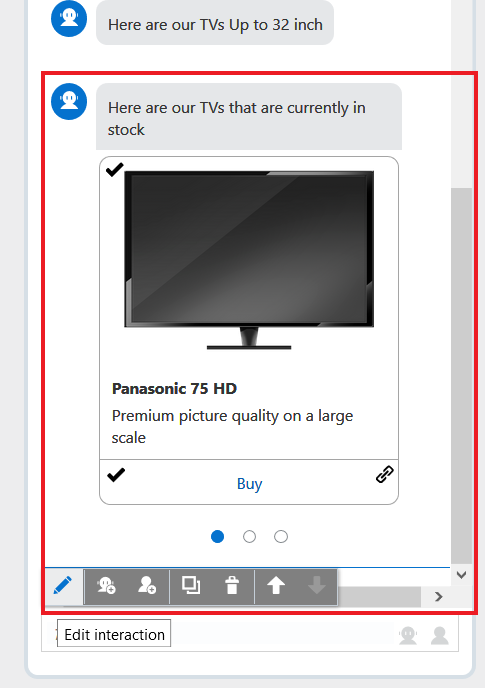 Here are our TVs Up to 32 inch
Here are our TVs that are currently in
stock
Panasonic 75 HD
Premium picture quality on a large
scale
Buy
Edit interaction